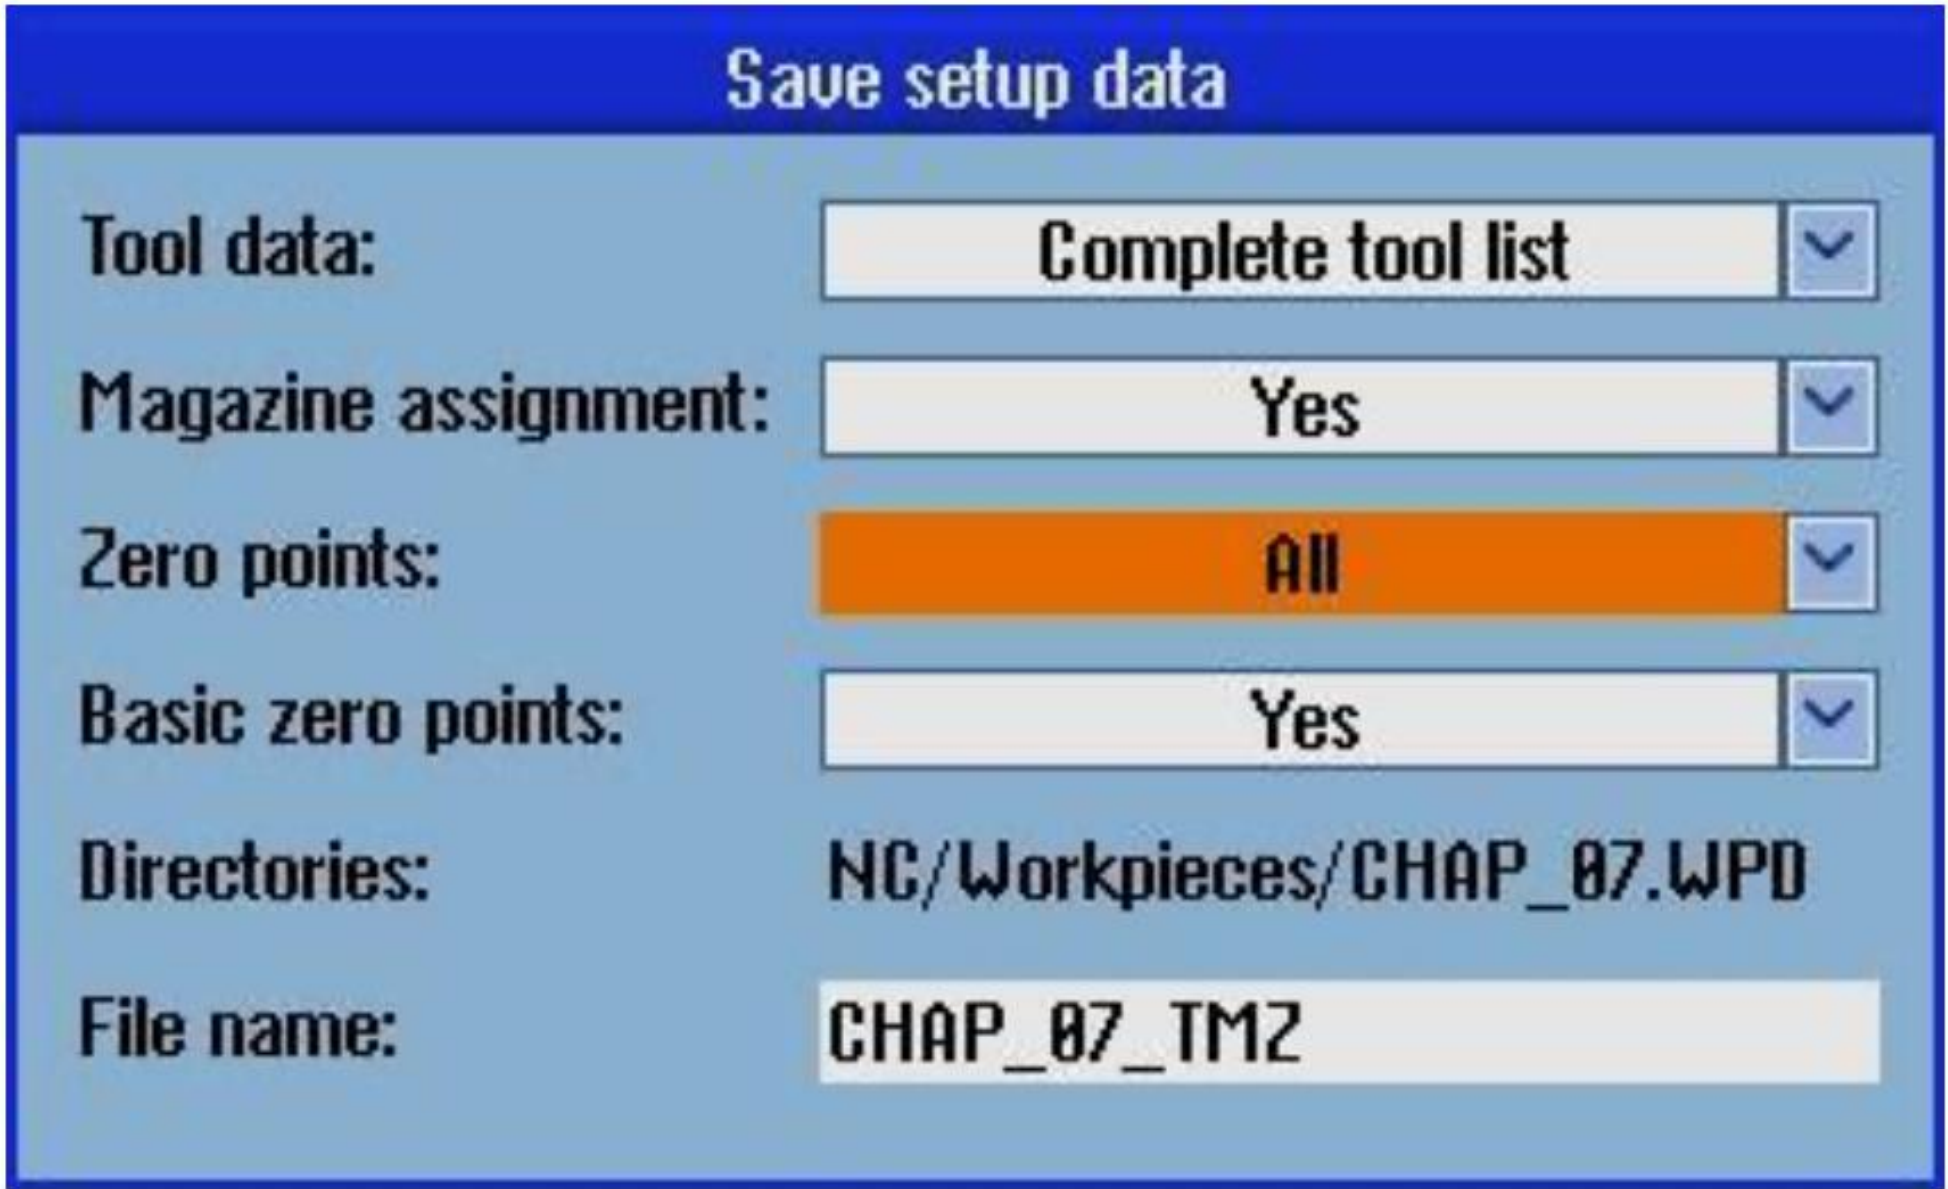 Save setup data
Tool data: Complete tool list
Magazine assignment: Yes
Zero points: All
Basic zero points: Yes
Directories: NC/Workpieces/CHAP_07.WPD
File name: CHAP_07_TMZ